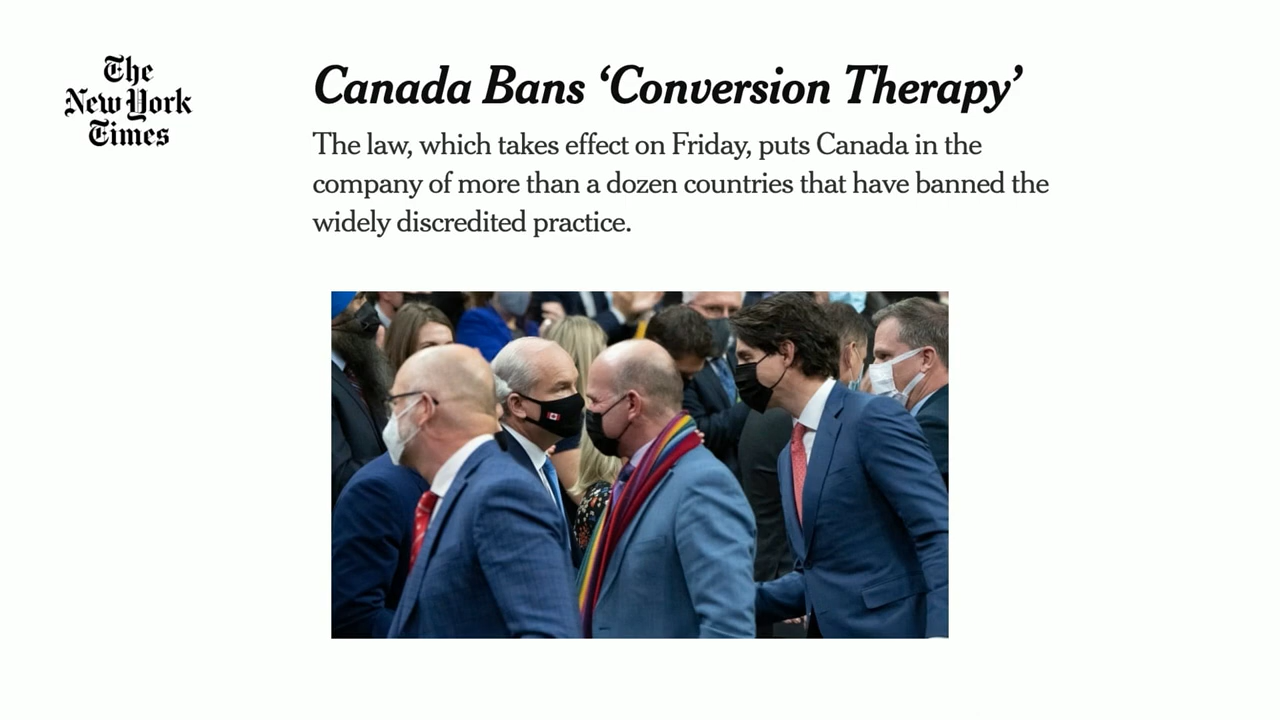 The
New York
Times
Canada Bans ‘Conversion Therapy’
The law, which takes effect on Friday, puts Canada in the
company of more than a dozen countries that have banned the
widely discredited practice.